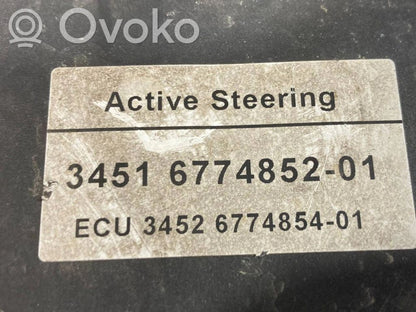 Ovoko
Active Steering
3451 6774852-01
ECU 3452 6774854-01